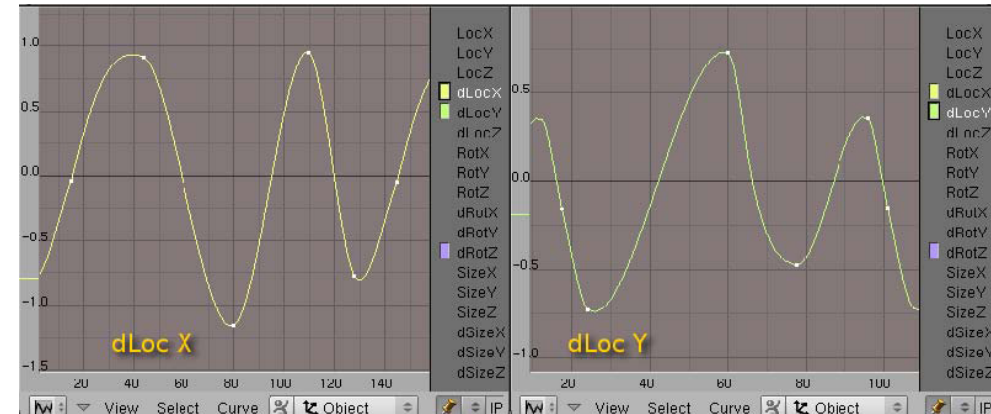 1.0
0.5
0.0
-0.5
-1.0
-1.5
20 40 60 80 100 120 140
dLoc X
LocX
LocY
LocZ
dLocX
dLocY
dLocZ
RotX
RotY
RotZ
dRotX
dRotY
dRotZ
SizeX
SizeY
SizeZ
dSizeX
dSizeY
dSizeZ
View Select Curve Object IP
0.5
0.0
-0.5
-1.0
20 40 60 80 100
dLoc Y
LocX
LocY
LocZ
dLocX
dLocY
dLocZ
RotX
RotY
RotZ
dRotX
dRotY
dRotZ
SizeX
SizeY
SizeZ
dSizeX
dSizeY
dSizeZ
View Select Curve Object IP